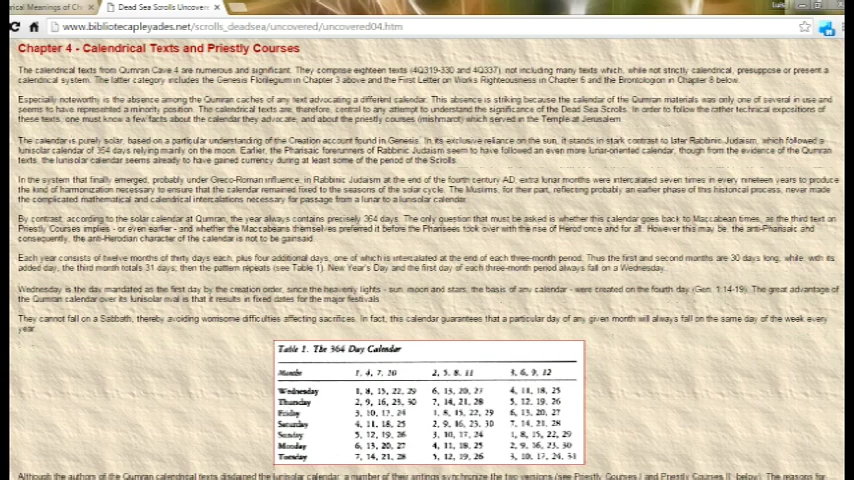 Dead Sea Scrolls Uncover
www.bibliotecapleyades.net/scrolls_deadsea/uncovered/uncovered04.htm
Chapter 4 - Calendrical Texts and Priestly Courses
The calendrical texts from Qumran Cave 4 are numerous and significant. They comprise eighteen texts (4Q319-330 and 4Q337), not including many texts which, while not strictly calendrical, presuppose or present a
calendrical system. The latter category includes the Genesis Florilegium in Chapter 3 above and the First Letter on Works Righteousness in Chapter 6 and the Brontologion in Chapter 8 below.
Especially noteworthy is the absence among the Qumran caches of any text advocating a different calendar. This absence is striking because the calendar of the Qumran materials was only one of several in use and
seems to have represented a minority position. The calendrical texts are, therefore, central to any attempt to understand the significance of the Dead Sea Scrolls. In order to follow the rather technical expositions of
these texts, one must know a few facts about the calendar they advocate, and about the priestly courses (mishmarot) which served in the Temple at Jerusalem.
The calendar is purely solar, based on a particular understanding of the Creation account found in Genesis. In its exclusive reliance on the sun, it stands in stark contrast to later Rabbinic Judaism, which followed a
lunisolar calendar of 354 days relying mainly on the moon. Earlier, the Pharisaic forerunners of Rabbinic Judaism seem to have followed an even more lunar-oriented calendar, though from the evidence of the Qumran
texts, the lunisolar calendar seems already to have gained currency during at least some of the period of the Scrolls.
In the system that finally emerged, probably under Greco-Roman influence, in Rabbinic Judaism at the end of the fourth century AD, extra lunar months were intercalated seven times in every nineteen years to produce
the kind of harmonization necessary to ensure that the calendar remained fixed to the seasons of the solar cycle. The Muslims, for their part, reflecting probably an earlier phase of this historical process, never made
the complicated mathematical and calendrical intercalations necessary for passage from a lunar to a lunisolar calendar.
By contrast, according to the solar calendar at Qumran, the year always contains precisely 364 days. The only question that must be asked is whether this calendar goes back to Maccabean times, as the third text on
Priestly Courses implies - or even earlier - and whether the Maccabeans themselves preferred it before the Pharisees took over with the rise of Herod once and for all. However this may be, the anti-Pharisaic and
consequently, the anti-Herodian character of the calendar is not to be gainsaid.
Each year consists of twelve months of thirty days each, plus four additional days, one of which is intercalated at the end of each three-month period. Thus the first and second months are 30 days long, while, with its
added day, the third month totals 31 days; then the pattern repeats (see Table 1). New Year's Day and the first day of each three-month period always fall on a Wednesday.
Wednesday is the day mandated as the first day by the creation order, since the heavenly lights - sun, moon and stars, the basis of any calendar - were created on the fourth day (Gen. 1:14-19). The great advantage of
the Qumran calendar over its lunisolar rival is that it results in fixed dates for the major festivals.
They cannot fall on a Sabbath, thereby avoiding worrisome difficulties affecting sacrifices. In fact, this calendar guarantees that a particular day of any given month will always fall on the same day of the week every
year.
Table 1. The 364 Day Calendar
Months 1, 4, 7, 10 2, 5, 8, 11 3, 6, 9, 12
Wednesday 1, 8, 15, 22, 29 6, 13, 20, 27 4, 11, 18, 25
Thursday 2, 9, 16, 23, 30 7, 14, 21, 28 5, 12, 19, 26
Friday 3, 10, 17, 24 1, 8, 15, 22, 29 6, 13, 20, 27
Saturday 4, 11, 18, 25 2, 9, 16, 23, 30 7, 14, 21, 28
Sunday 5, 12, 19, 26 3, 10, 17, 24 1, 8, 15, 22, 29
Monday 6, 13, 20, 27 4, 11, 18, 25 2, 9, 16, 23, 30
Tuesday 7, 14, 21, 28 5, 12, 19, 26 3, 10, 17, 24, 31
Although the authors of the Qumran calendrical texts disdained the lunisolar calendar, a number of their writings synchronize the two versions (see Priestly Courses I and Priestly Courses II below). The reasons for